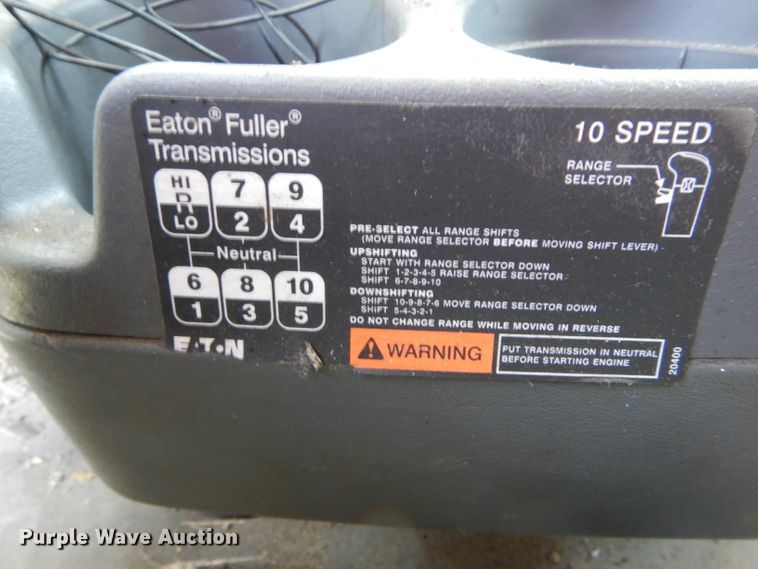 Eaton® Fuller®
Transmissions
10 SPEED
RANGE
SELECTOR
HI 7 9
R
LO 2 4
Neutral
6 8 10
1 3 5
PRE-SELECT ALL RANGE SHIFTS
(MOVE RANGE SELECTOR BEFORE MOVING SHIFT LEVER)
UPSHIFTING
START WITH RANGE SELECTOR DOWN
SHIFT 1-2-3-4-5 RAISE RANGE SELECTOR
SHIFT 6-7-8-9-10
DOWNSHIFTING
SHIFT 10-9-8-7-6 MOVE RANGE SELECTOR DOWN
SHIFT 5-4-3-2-1
DO NOT CHANGE RANGE WHILE MOVING IN REVERSE
EATON
WARNING
PUT TRANSMISSION IN NEUTRAL
BEFORE STARTING ENGINE
20400
Purple Wave Auction